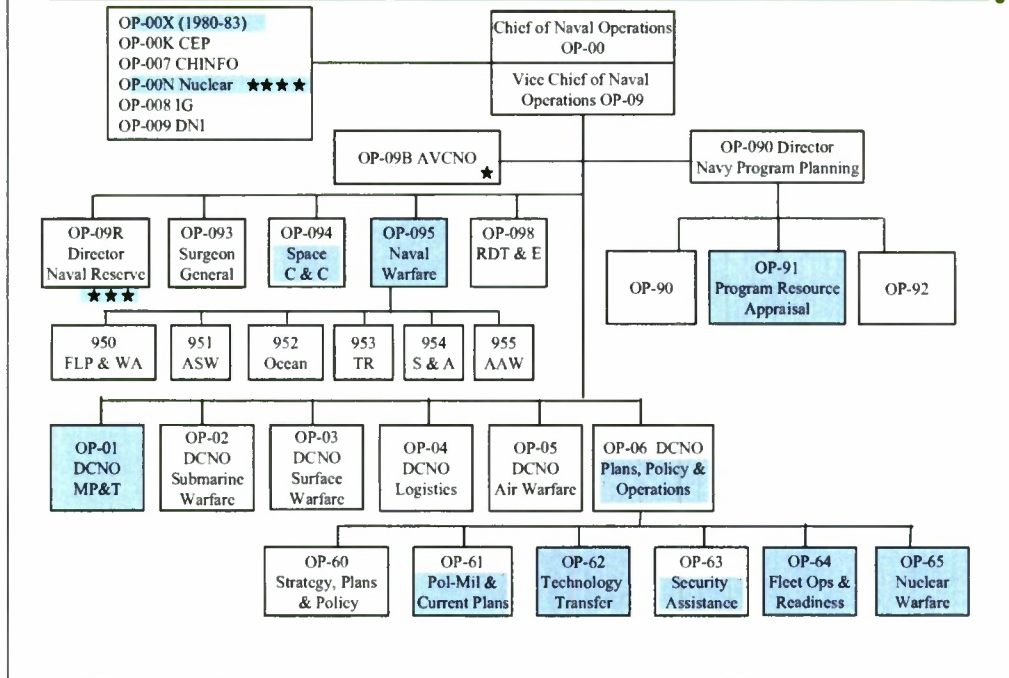 OP-00X (1980-83)
OP-00K CEP
OP-007 CHINFO
OP-00N Nuclear ★★★★
OP-008 IG
OP-009 DNI
Chief of Naval Operations
OP-00
Vice Chief of Naval
Operations OP-09
OP-09B AVCNO
★
OP-090 Director
Navy Program Planning
OP-09R
Director
Naval Reserve
★★★
OP-093
Surgeon
General
OP-094
Space
C & C
OP-095
Naval
Warfare
OP-098
RDT & E
OP-90
OP-91
Program Resource
Appraisal
OP-92
950
FLP & WA
951
ASW
952
Ocean
953
TR
954
S & A
955
AAW
OP-01
DCNO
MP&T
OP-02
DCNO
Submarine
Warfare
OP-03
DCNO
Surface
Warfare
OP-04
DCNO
Logistics
OP-05
DCNO
Air Warfare
OP-06 DCNO
Plans, Policy &
Operations
OP-60
Strategy, Plans
& Policy
OP-61
Pol-Mil &
Current Plans
OP-62
Technology
Transfer
OP-63
Security
Assistance
OP-64
Fleet Ops &
Readiness
OP-65
Nuclear
Warfare